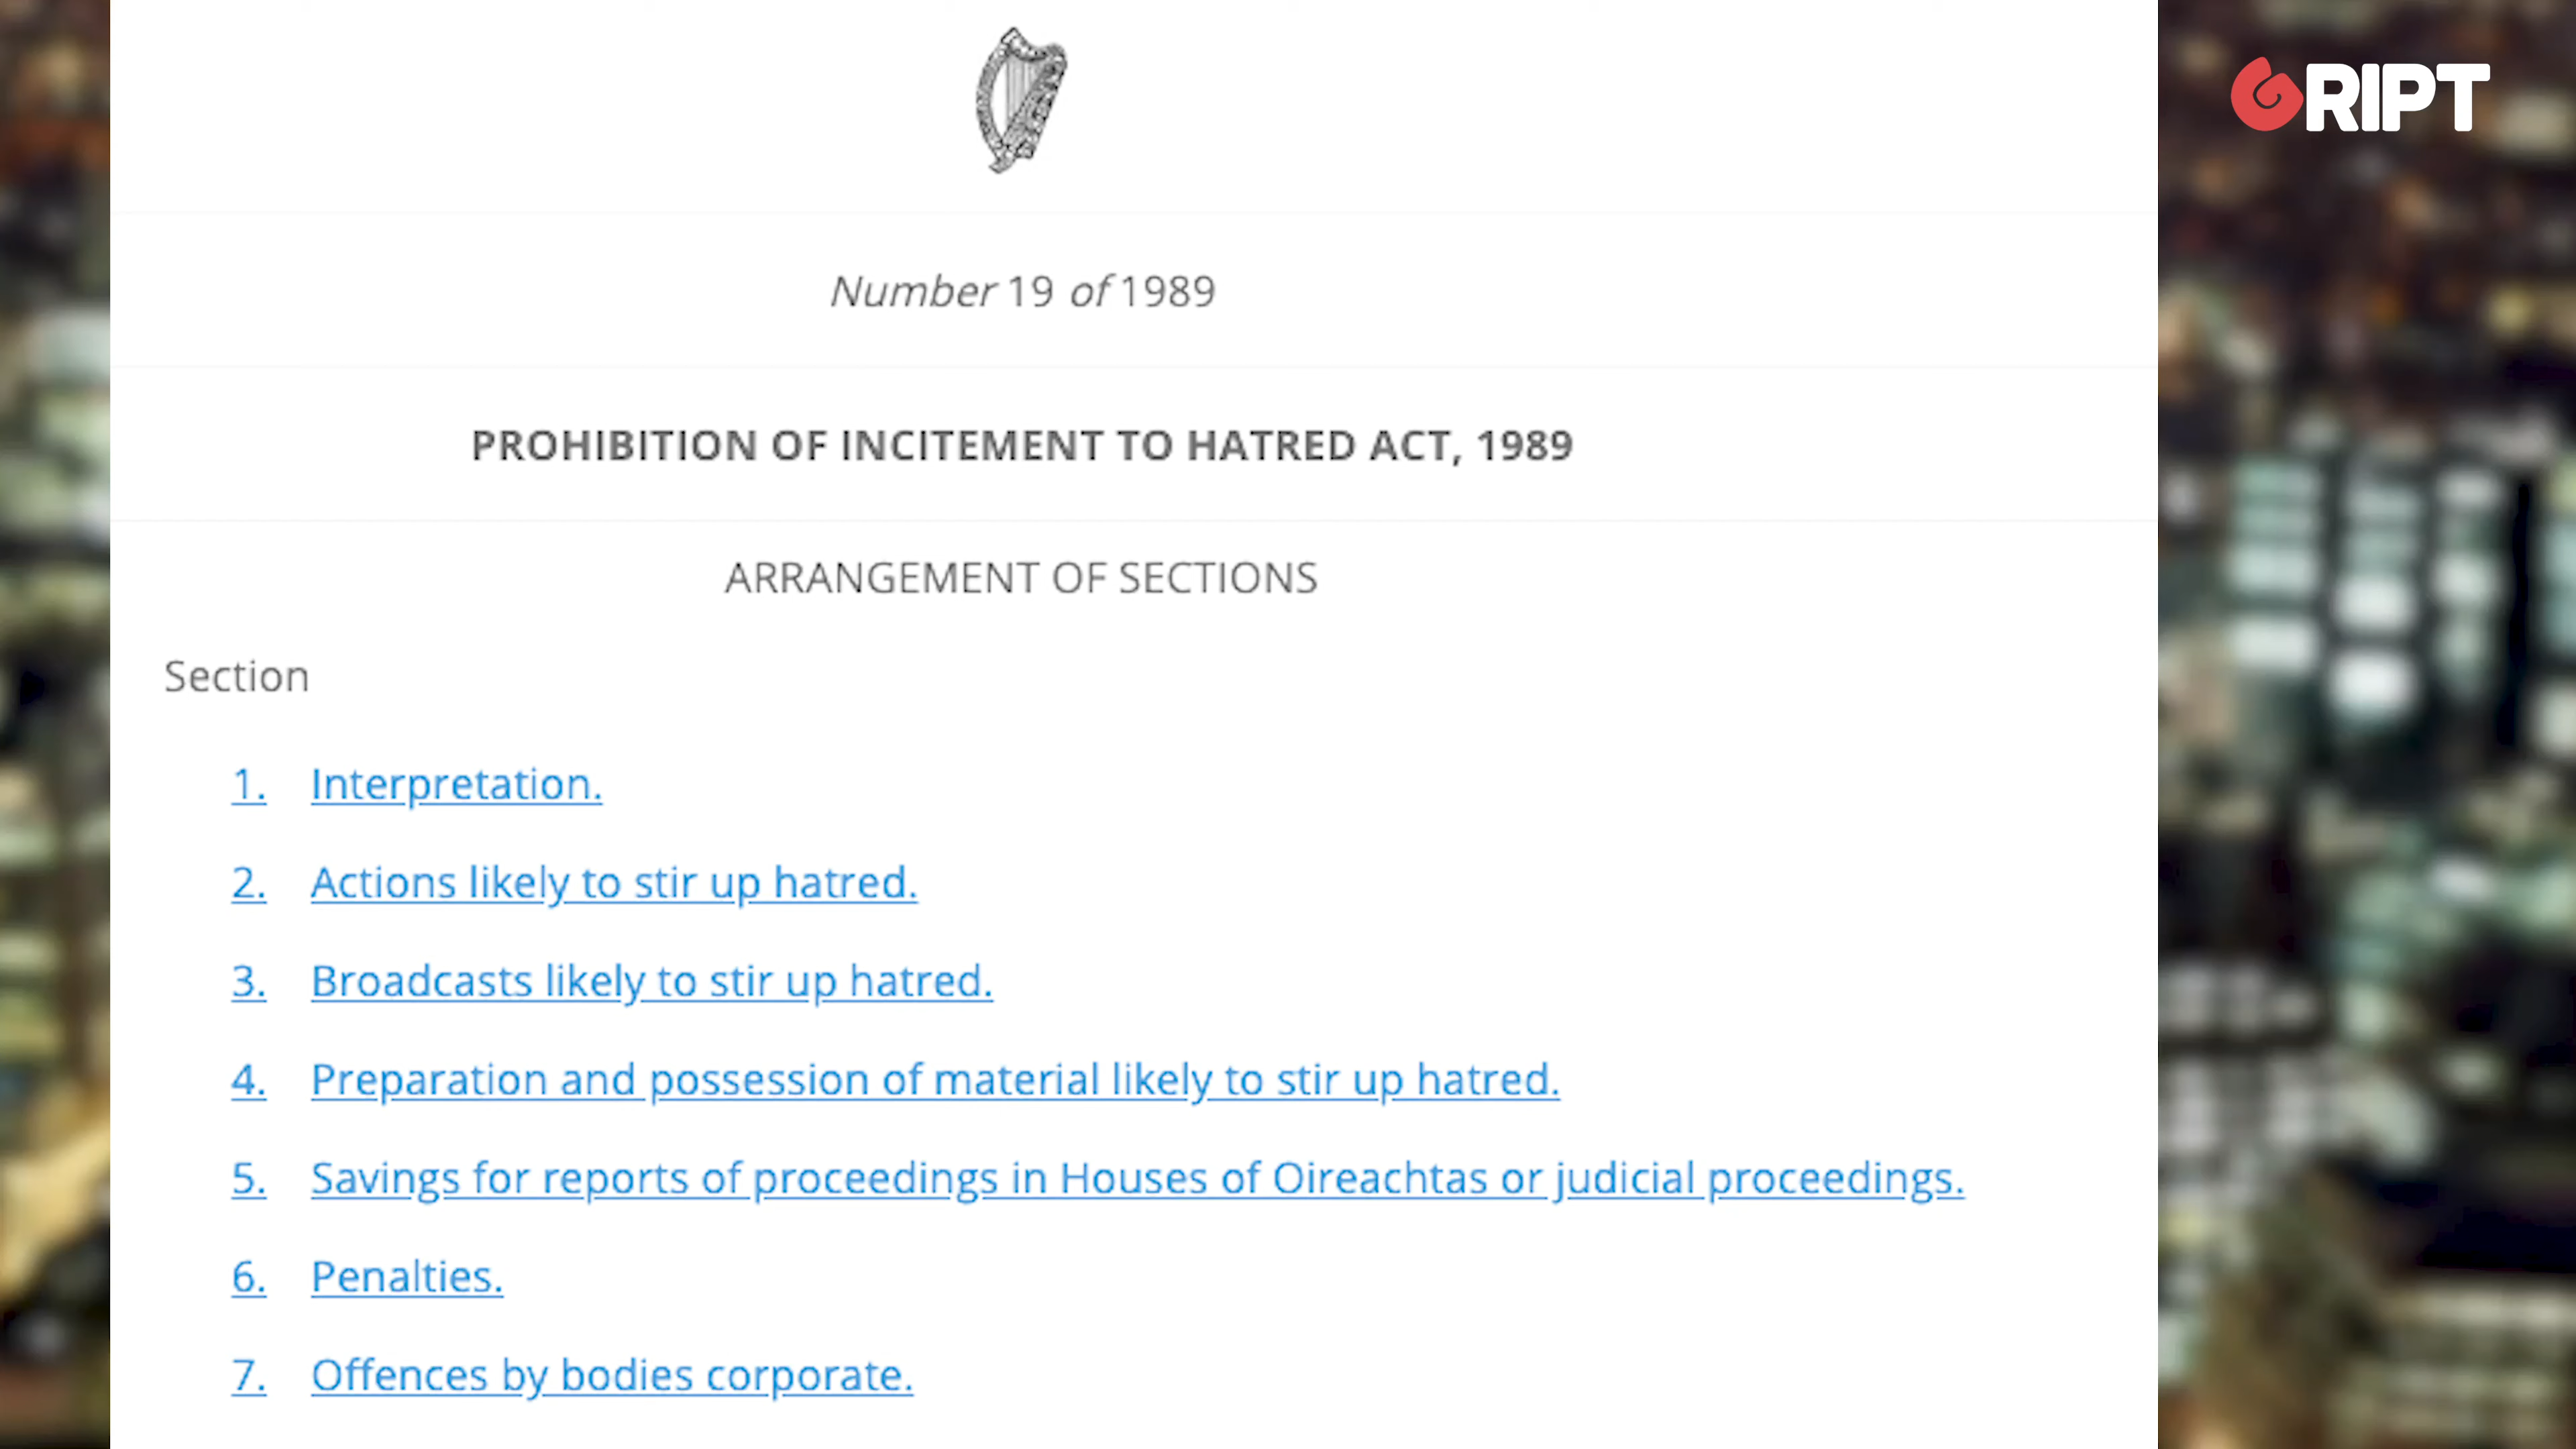 GRIPT
Number 19 of 1989
PROHIBITION OF INCITEMENT TO HATRED ACT, 1989
ARRANGEMENT OF SECTIONS
Section
1. Interpretation.
2. Actions likely to stir up hatred.
3. Broadcasts likely to stir up hatred.
4. Preparation and possession of material likely to stir up hatred.
5. Savings for reports of proceedings in Houses of Oireachtas or judicial proceedings.
6. Penalties.
7. Offences by bodies corporate.